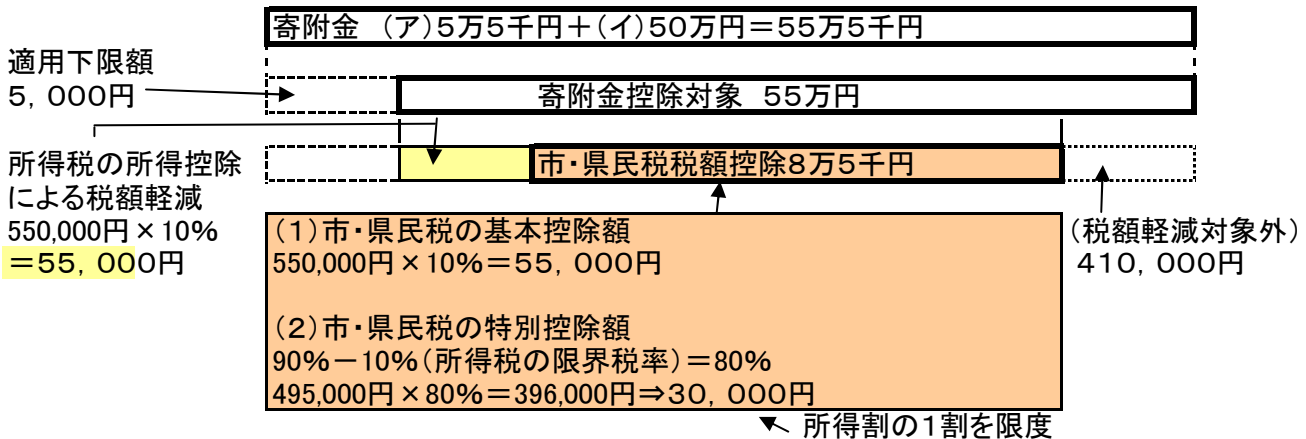 寄附金 (ア)5万5千円+(イ)50万円=55万5千円
適用下限額
5,000円
寄附金控除対象 55万円
所得税の所得控除
による税額軽減
550,000円×10%
=55,000円
市・県民税税額控除8万5千円
(1)市・県民税の基本控除額
550,000円×10%=55,000円
(2)市・県民税の特別控除額
90%-10%(所得税の限界税率)=80%
495,000円×80%=396,000円⇒30,000円
(税額軽減対象外)
410,000円
所得割の1割を限度